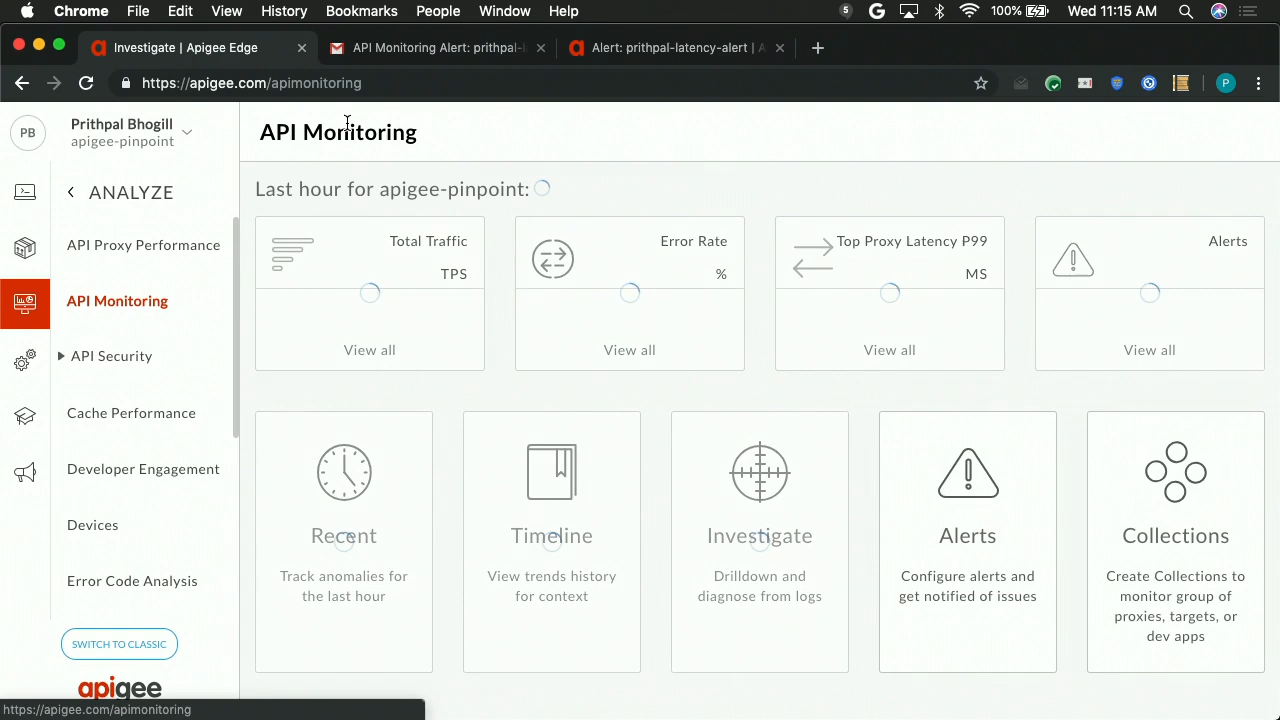 Chrome File Edit View History Bookmarks People Window Help
100% Wed 11:15 AM
Investigate | Apigee Edge
API Monitoring Alert: prithpal-l
Alert: prithpal-latency-alert | A
https://apigee.com/apimonitoring
P
PB
Prithpal Bhogill
apigee-pinpoint
ANALYZE
API Proxy Performance
API Monitoring
API Security
Cache Performance
Developer Engagement
Devices
Error Code Analysis
SWITCH TO CLASSIC
apigee
https://apigee.com/apimonitoring
API Monitoring
Last hour for apigee-pinpoint:
Total Traffic
TPS
View all
Error Rate
%
View all
Top Proxy Latency P99
MS
View all
Alerts
View all
Recent
Track anomalies for
the last hour
Timeline
View trends history
for context
Investigate
Drilldown and
diagnose from logs
Alerts
Configure alerts and
get notified of issues
Collections
Create Collections to
monitor group of
proxies, targets, or
dev apps